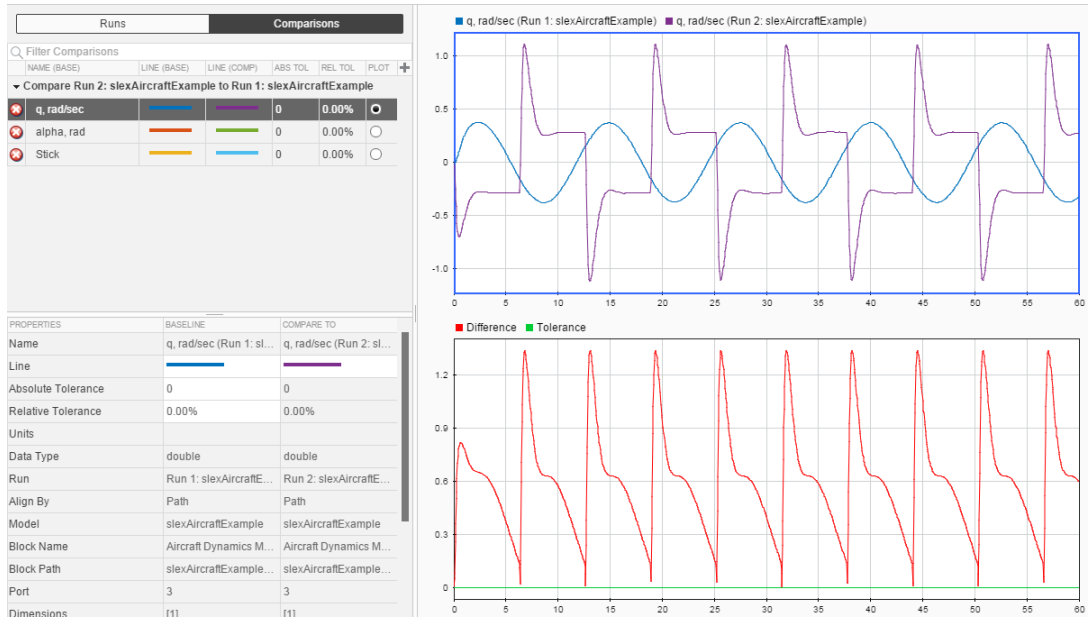 Runs Comparisons
Filter Comparisons
NAME (BASE) LINE (BASE) LINE (COMP) ABS TOL REL TOL PLOT
Compare Run 2: slexAircraftExample to Run 1: slexAircraftExample
q, rad/sec 0 0.00%
alpha, rad 0 0.00%
Stick 0 0.00%
PROPERTIES BASELINE COMPARE TO
Name q, rad/sec (Run 1: sl... q, rad/sec (Run 2: sl...
Line
Absolute Tolerance 0 0
Relative Tolerance 0.00% 0.00%
Units
Data Type double double
Run Run 1: slexAircraftE... Run 2: slexAircraftE...
Align By Path Path
Model slexAircraftExample slexAircraftExample
Block Name Aircraft Dynamics M... Aircraft Dynamics M...
Block Path slexAircraftExample... slexAircraftExample...
Port 3 3
Dimensions [1] [1]
q, rad/sec (Run 1: slexAircraftExample) q, rad/sec (Run 2: slexAircraftExample)
1.0
0.5
0
-0.5
-1.0
0 5 10 15 20 25 30 35 40 45 50 55 60
Difference Tolerance
1.2
0.9
0.6
0.3
0
0 5 10 15 20 25 30 35 40 45 50 55 60